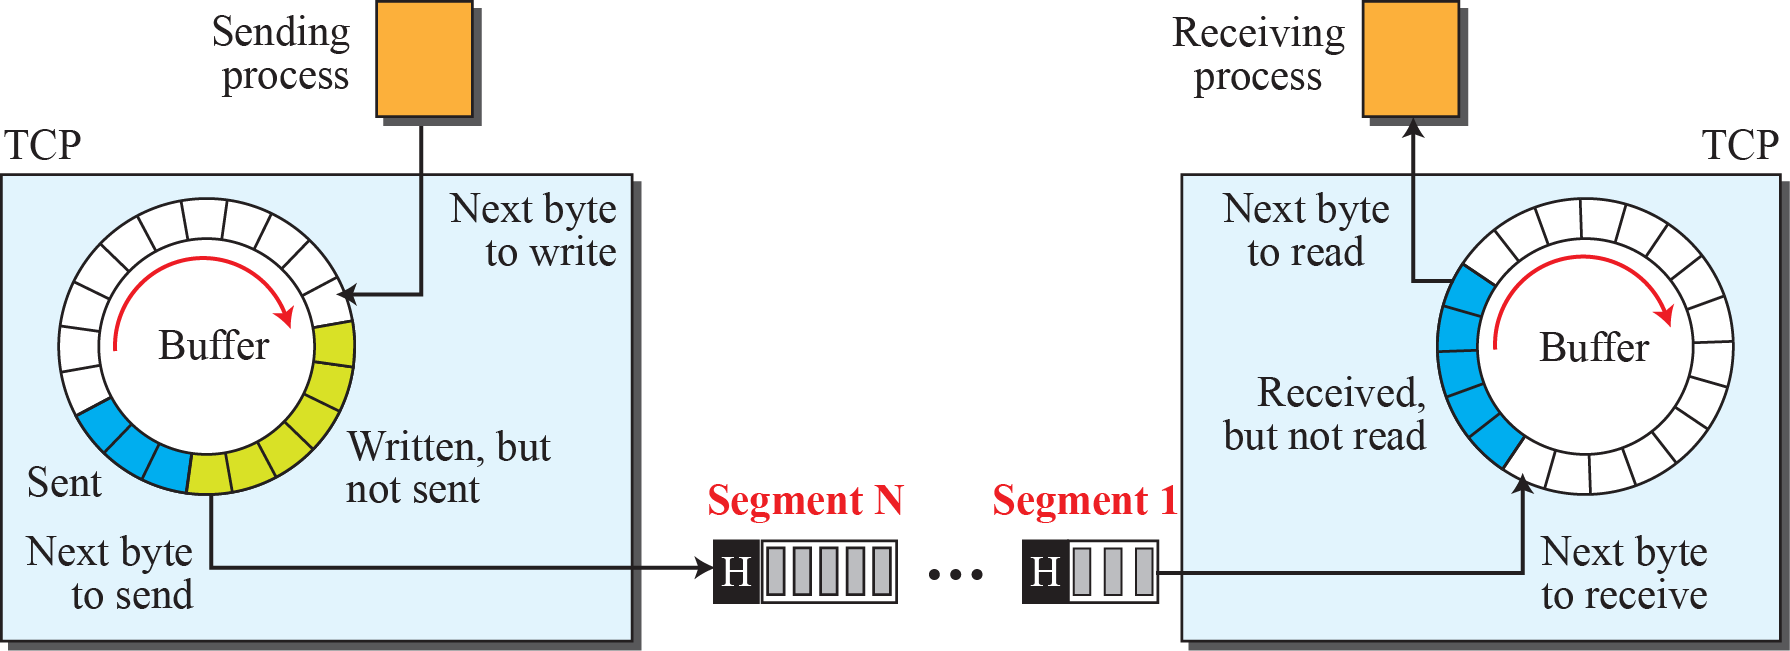 Sending
process
Receiving
process
TCP
TCP
Next byte
to write
Next byte
to read
Buffer
Buffer
Received,
but not read
Written, but
not sent
Sent
Segment N
Segment 1
Next byte
to send
H
...
H
Next byte
to receive